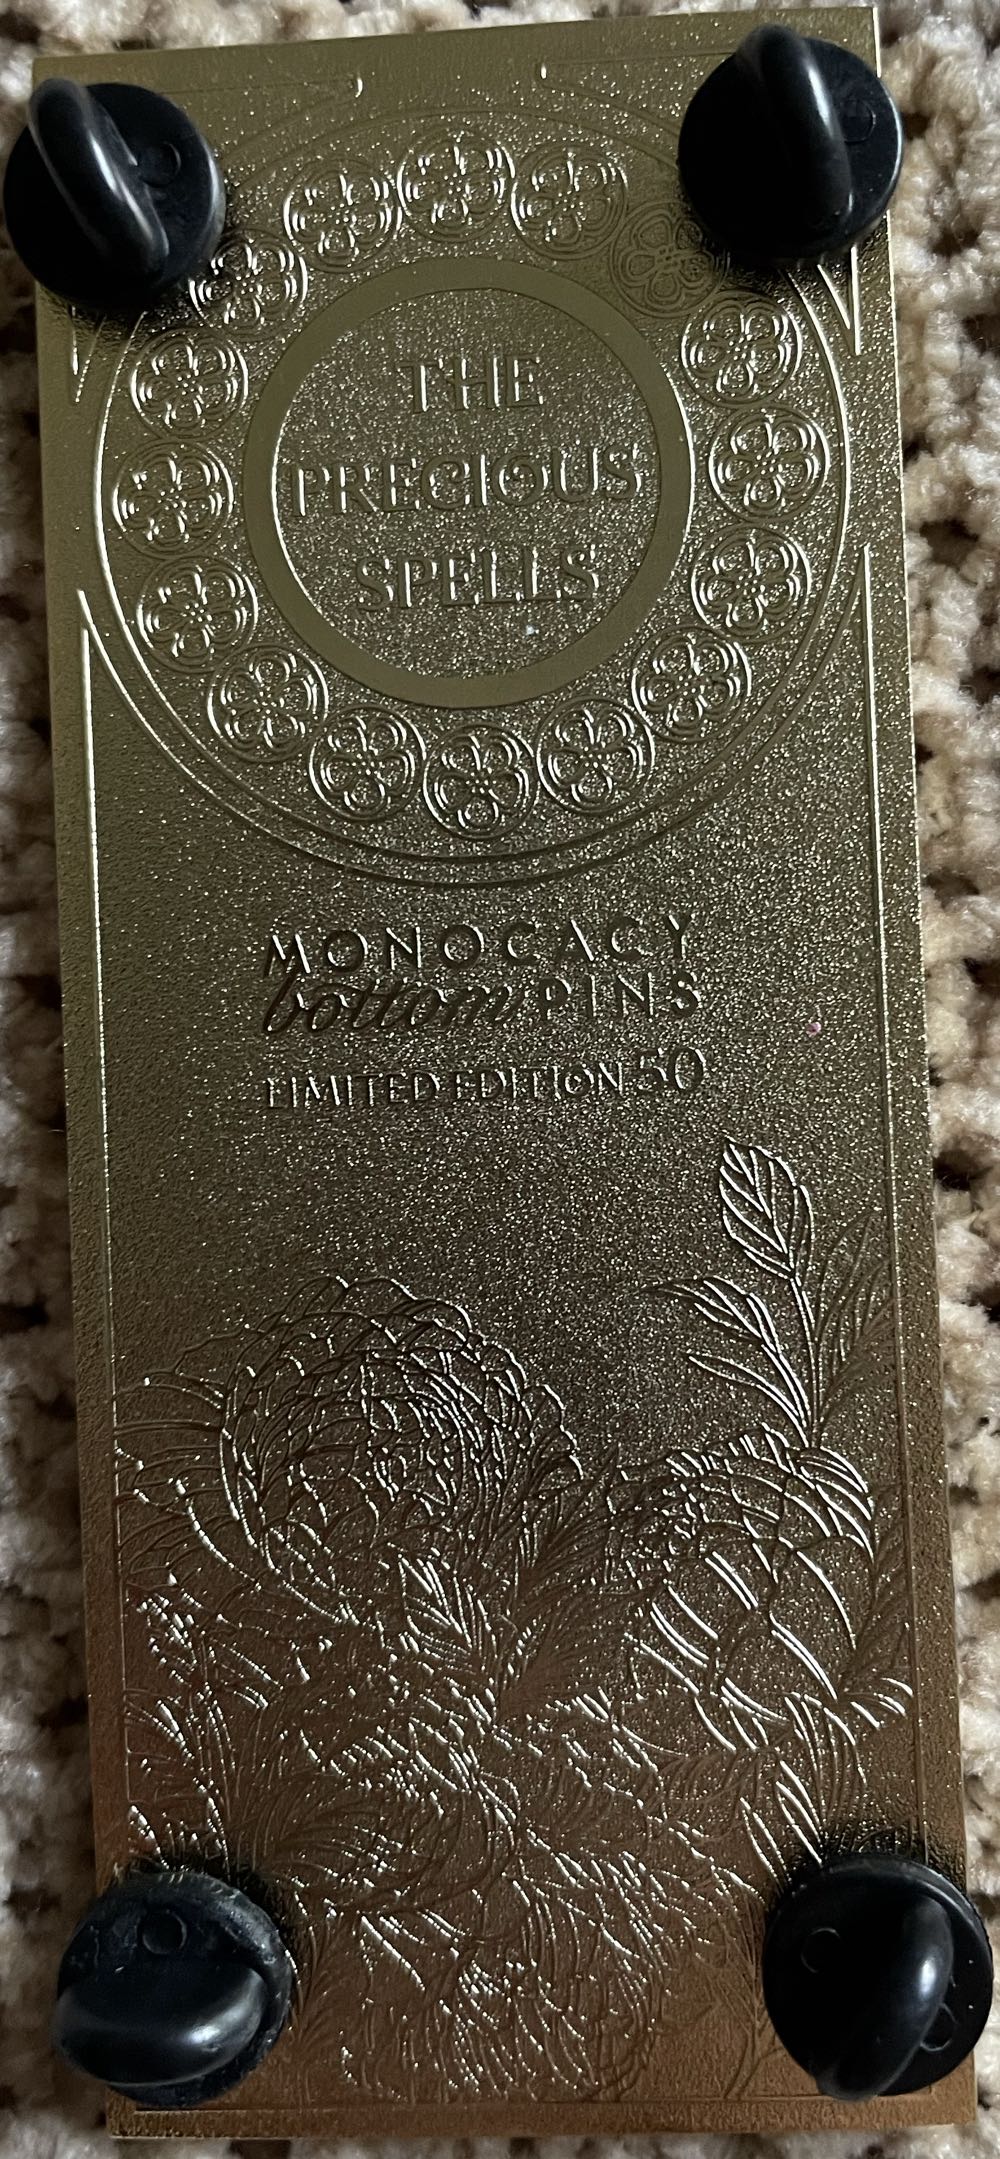 THE
PRECIOUS
SPELLS
MONOCACY
bottom PINS
LIMITED EDITION 50